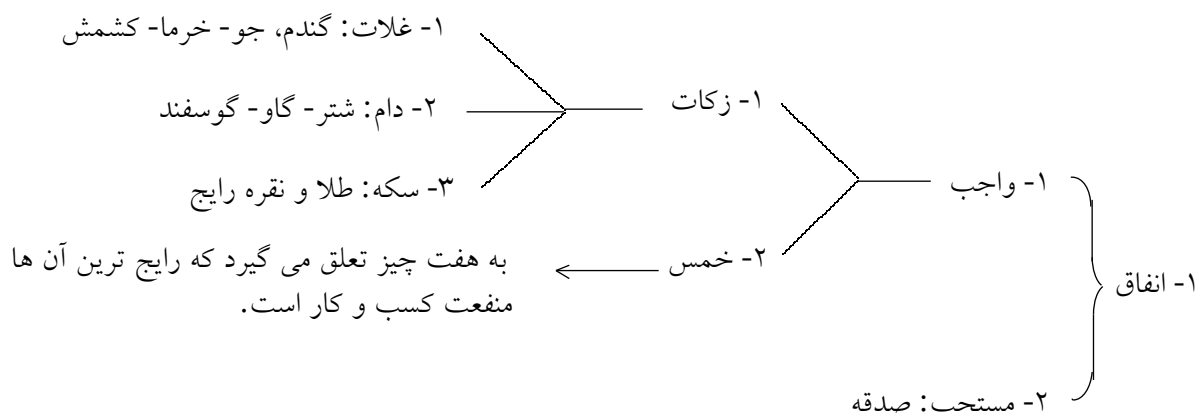 ۱- انفاق
۱- واجب
۱- زکات
۱- غلات: گندم، جو- خرما- کشمش
۲- دام: شتر- گاو- گوسفند
۳- سکه: طلا و نقره رایج
۲- خمس
به هفت چیز تعلق می گیرد که رایج ترین آن ها
منفعت کسب و کار است.
۲- مستحب: صدقه